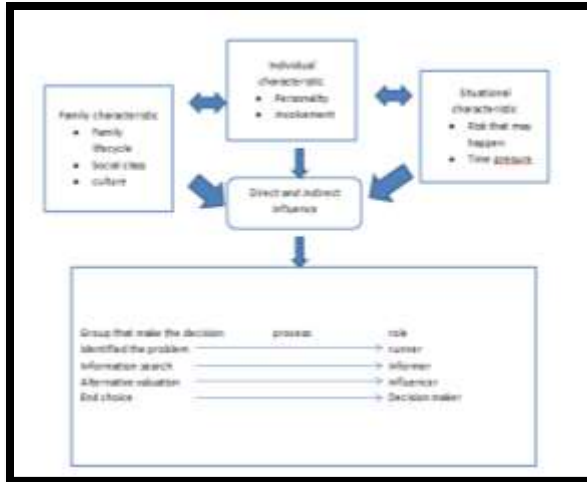 Individual
characteristic
• Personality
• Involvement
Family characteristic
• Family
lifecycle
• Social class
• culture
Situational
characteristic
• Risk that may
happen
• Time pressure
Direct and indirect
influence
Group that make the decision process role
Identified the problem
Information search informer
Alternative valuation influencer
End choice Decision maker